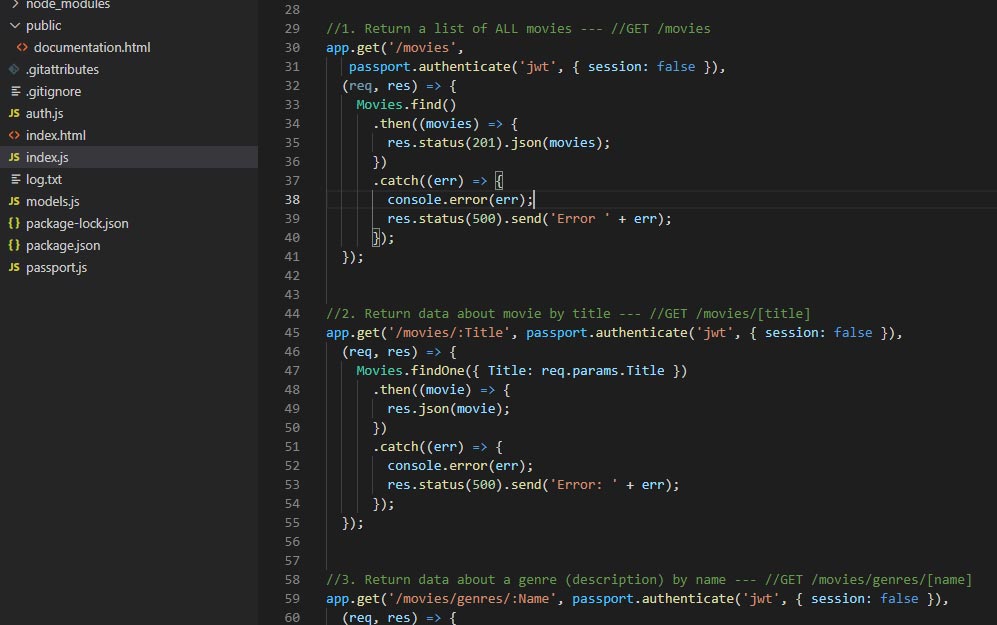 node_modules
public
documentation.html
.gitattributes
.gitignore
JS auth.js
index.html
JS index.js
log.txt
JS models.js
{} package-lock.json
{} package.json
JS passport.js
28
29 //1. Return a list of ALL movies --- //GET /movies
30 app.get('/movies',
31 passport.authenticate('jwt', { session: false }),
32 (req, res) => {
33 Movies.find()
34 .then((movies) => {
35 res.status(201).json(movies);
36 })
37 .catch((err) => {
38 console.error(err);
39 res.status(500).send('Error ' + err);
40 });
41 });
42
43
44 //2. Return data about movie by title --- //GET /movies/[title]
45 app.get('/movies/:Title', passport.authenticate('jwt', { session: false }),
46 (req, res) => {
47 Movies.findOne({ Title: req.params.Title })
48 .then((movie) => {
49 res.json(movie);
50 })
51 .catch((err) => {
52 console.error(err);
53 res.status(500).send('Error: ' + err);
54 });
55 });
56
57
58 //3. Return data about a genre (description) by name --- //GET /movies/genres/[name]
59 app.get('/movies/genres/:Name', passport.authenticate('jwt', { session: false }),
60 (req, res) => {